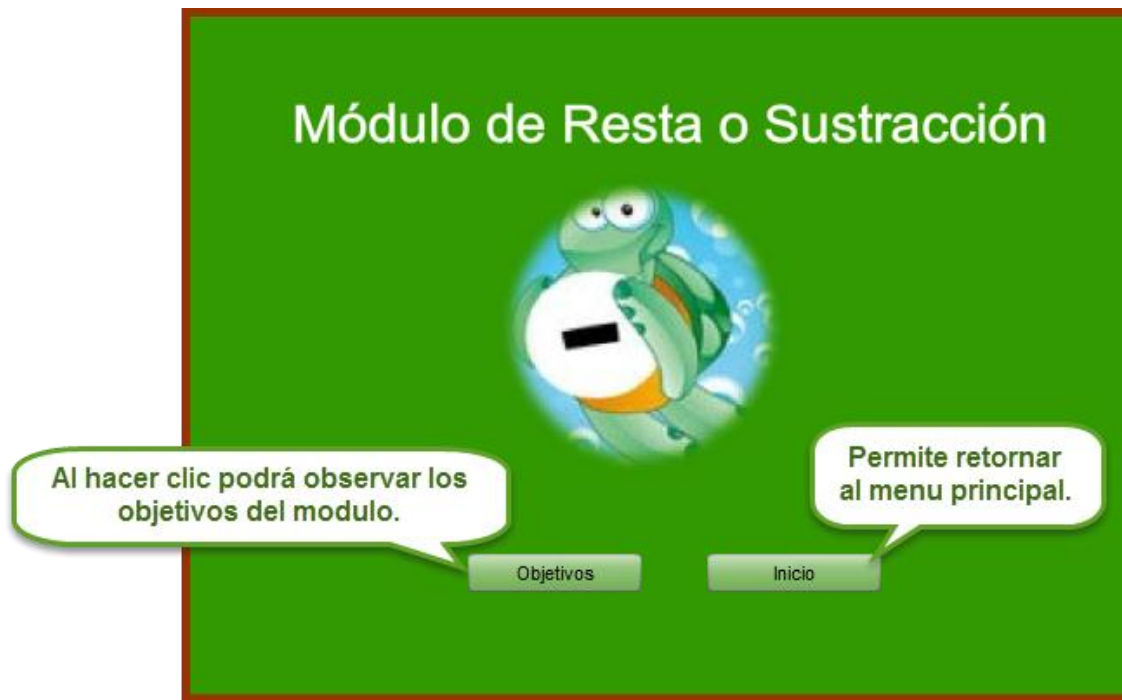 Módulo de Resta o Sustracción
Al hacer clic podrá observar los
objetivos del modulo.
Permite retornar
al menu principal.
Objetivos
Inicio